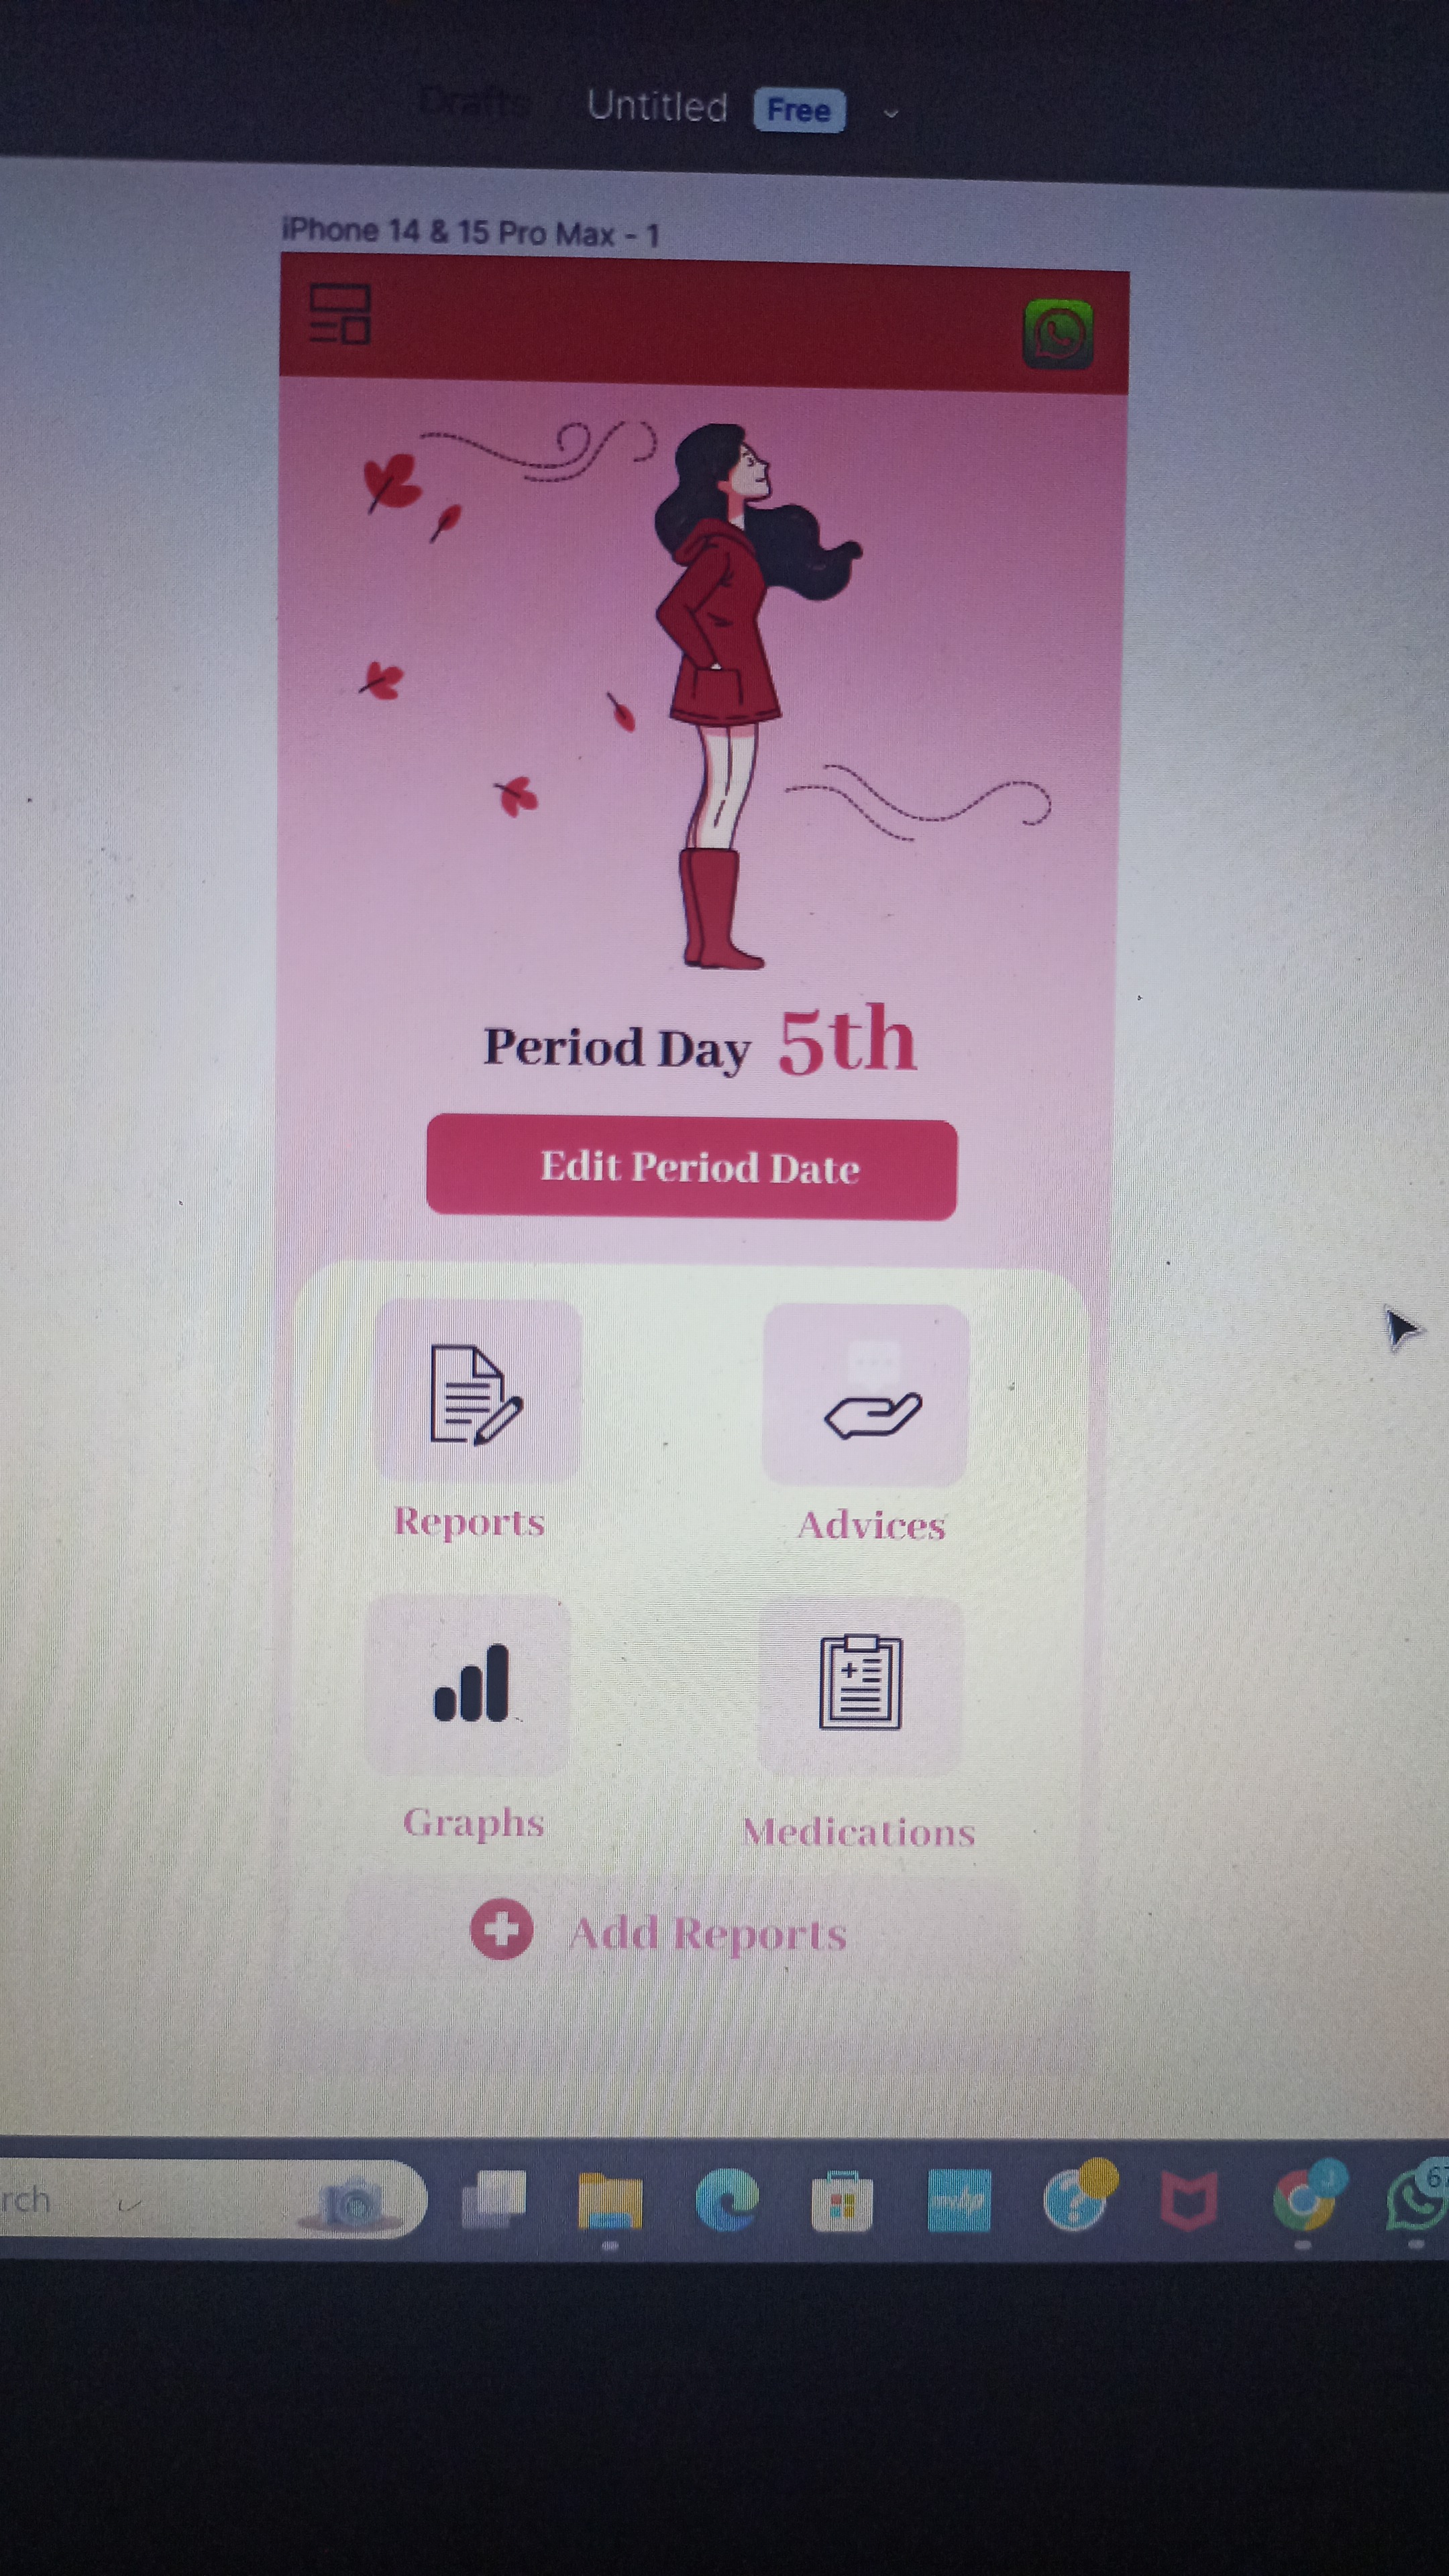 Drafts Untitled Free
iPhone 14 & 15 Pro Max - 1
Period Day 5th
Edit Period Date
Reports Advices
Graphs Medications
Add Reports
rch
myhp